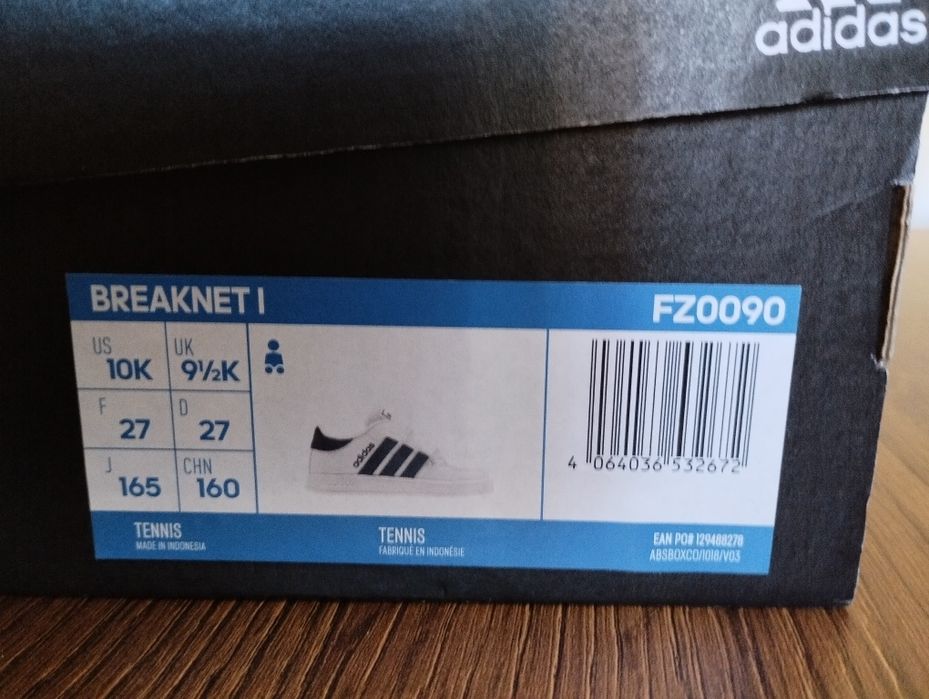 adidas
BREAKNET I
FZ0090
US 10K
UK 9½K
F 27
D 27
J 165
CHN 160
adidas
4 064036 532672
TENNIS
MADE IN INDONESIA
TENNIS
FABRIQUÉ EN INDONÉSIE
EAN PO# 129488278
ABSBOXCO/1018/V03